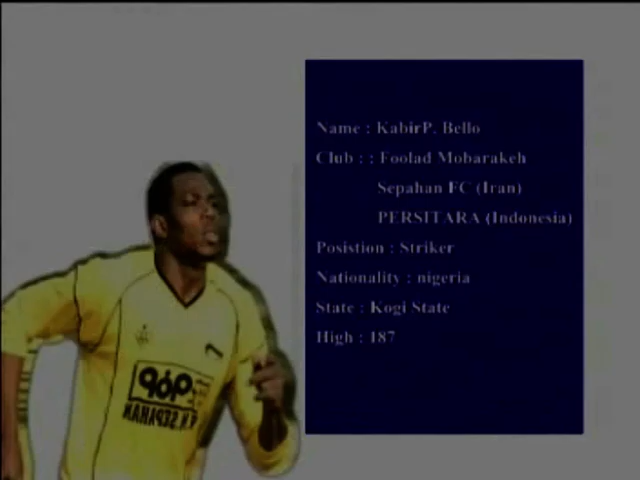 Name : KabirP. Bello
Club : : Foolad Mobarakeh
Sepahan FC (Iran)
PERSITARA (Indonesia)
Posistion : Striker
Nationality : nigeria
State : Kogi State
High : 187
F.N.SEPAHAN